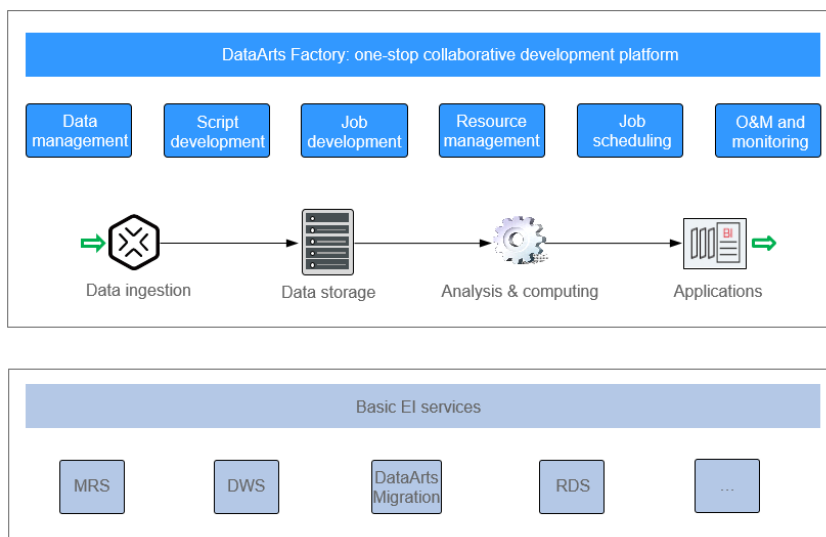 DataArts Factory: one-stop collaborative development platform
Data
management
Script
development
Job
development
Resource
management
Job
scheduling
O&M and
monitoring
BI
Data ingestion
Data storage
Analysis & computing
Applications
Basic EI services
MRS
DWS
DataArts
Migration
RDS
...